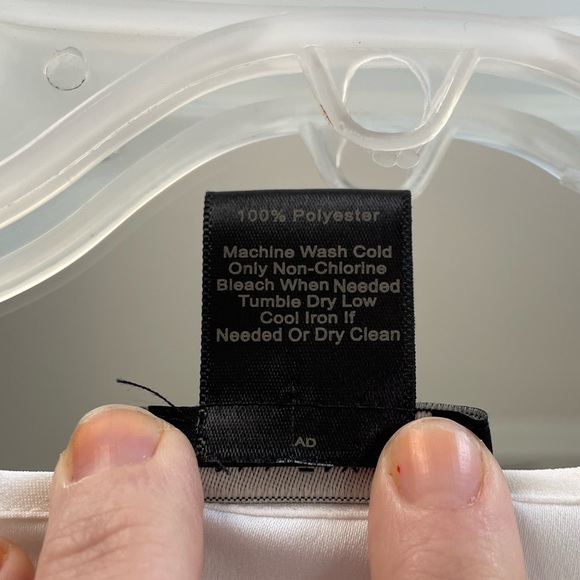 100% Polyester
Machine Wash Cold
Only Non-Chlorine
Bleach When Needed
Tumble Dry Low
Cool Iron If
Needed Or Dry Clean
AD